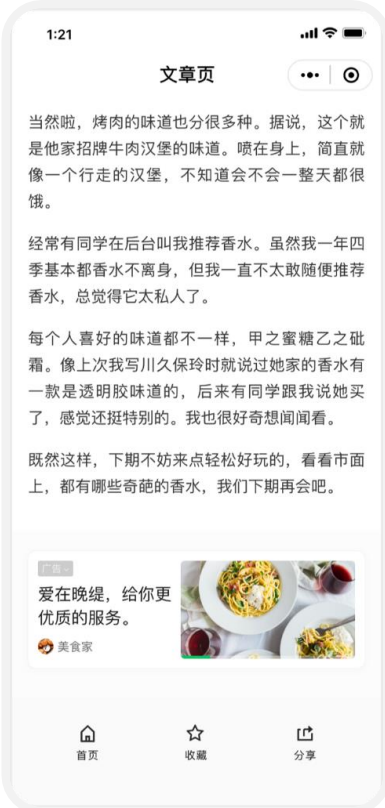 1:21
文章页
当然啦，烤肉的味道也分很多种。据说，这个就
是他家招牌牛肉汉堡的味道。喷在身上，简直就
像一个行走的汉堡，不知道会不会一整天都很
饿。
经常有同学在后台叫我推荐香水。虽然我一年四
季基本都香水不离身，但我一直不太敢随便推荐
香水，总觉得它太私人了。
每个人喜好的味道都不一样，甲之蜜糖乙之砒
霜。像上次我写川久保玲时就说过她家的香水有
一款是透明胶味道的，后来有同学跟我说她买
了，感觉还挺特别的。我也很好奇想闻闻看。
既然这样，下期不妨来点轻松好玩的，看看市面
上，都有哪些奇葩的香水，我们下期再会吧。
广告
爱在晚缇，给你更
优质的服务。
美食家
首页
收藏
分享